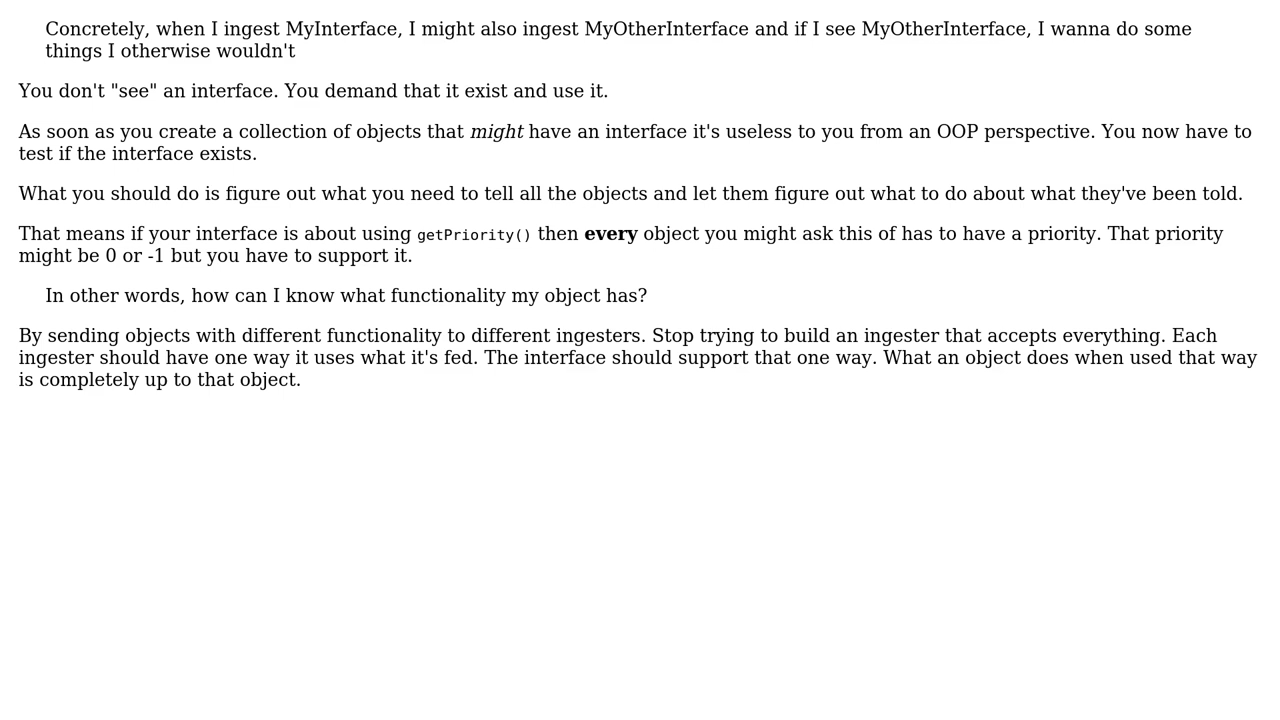 Concretely, when I ingest MyInterface, I might also ingest MyOtherInterface and if I see MyOtherInterface, I wanna do some
things I otherwise wouldn't
You don't "see" an interface. You demand that it exist and use it.
As soon as you create a collection of objects that might have an interface it's useless to you from an OOP perspective. You now have to
test if the interface exists.
What you should do is figure out what you need to tell all the objects and let them figure out what to do about what they've been told.
That means if your interface is about using getPriority() then every object you might ask this of has to have a priority. That priority
might be 0 or -1 but you have to support it.
In other words, how can I know what functionality my object has?
By sending objects with different functionality to different ingesters. Stop trying to build an ingester that accepts everything. Each
ingester should have one way it uses what it's fed. The interface should support that one way. What an object does when used that way
is completely up to that object.